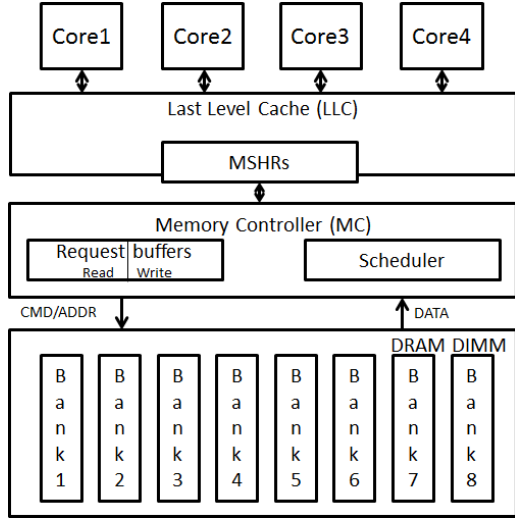 Core1 Core2 Core3 Core4
Last Level Cache (LLC)
MSHRs
Memory Controller (MC)
Request buffers
Read Write
Scheduler
CMD/ADDR
DATA
DRAM DIMM
Bank1
Bank2
Bank3
Bank4
Bank5
Bank6
Bank7
Bank8